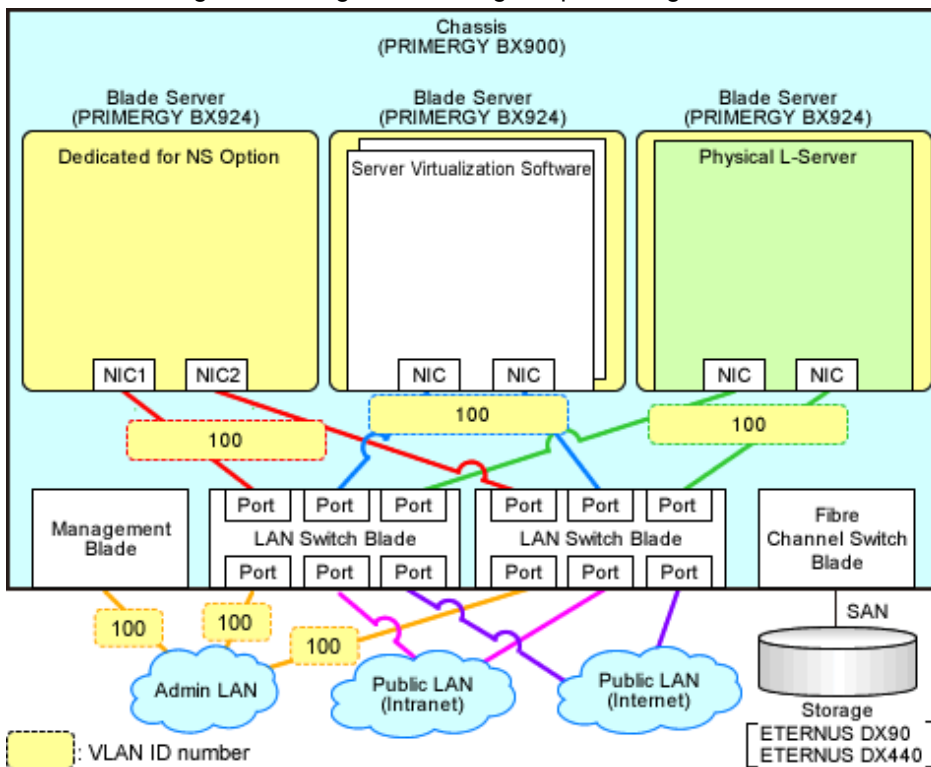 Chassis
(PRIMERGY BX900)
Blade Server
(PRIMERGY BX924)
Blade Server
(PRIMERGY BX924)
Blade Server
(PRIMERGY BX924)
Dedicated for NS Option
Server Virtualization Software
Physical L-Server
NIC1
NIC2
NIC
NIC
NIC
NIC
100
100
100
Management
Blade
Port
Port
Port
LAN Switch Blade
Port
Port
Port
Port
Port
Port
LAN Switch Blade
Port
Port
Port
Fibre
Channel Switch
Blade
100
100
100
SAN
Admin LAN
Public LAN
(Intranet)
Public LAN
(Internet)
Storage
ETERNUS DX90
ETERNUS DX440
: VLAN ID number